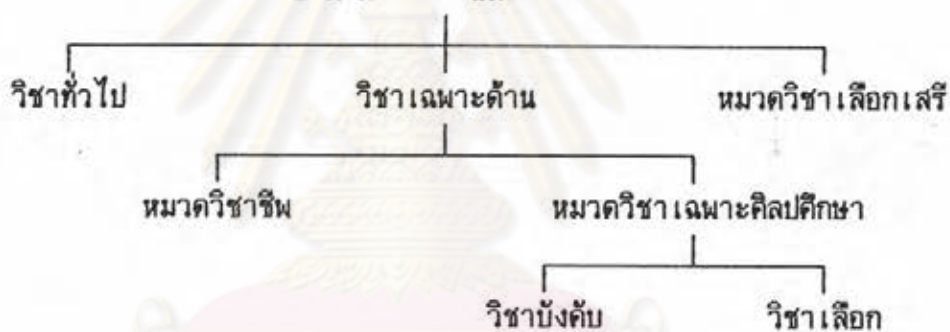 วิชาทั่วไป วิชาเฉพาะด้าน หมวดวิชาเลือกเสรี
หมวดวิชาชีพ หมวดวิชาเฉพาะศิลปศึกษา
วิชาบังคับ วิชาเลือก